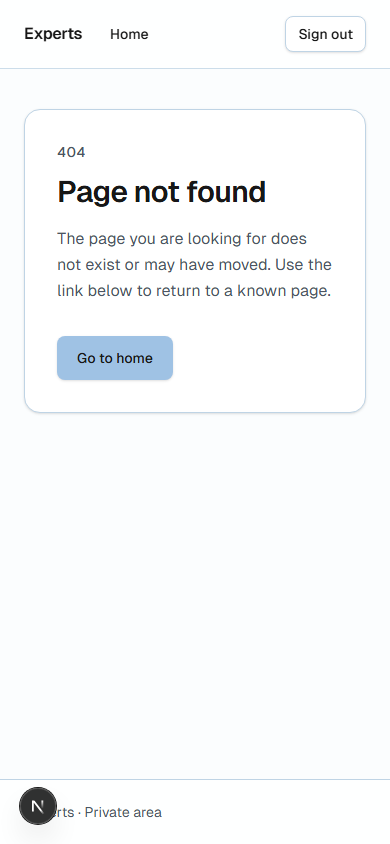 Experts
Home
Sign out
404
Page not found
The page you are looking for does
not exist or may have moved. Use the
link below to return to a known page.
Go to home
N
rts · Private area